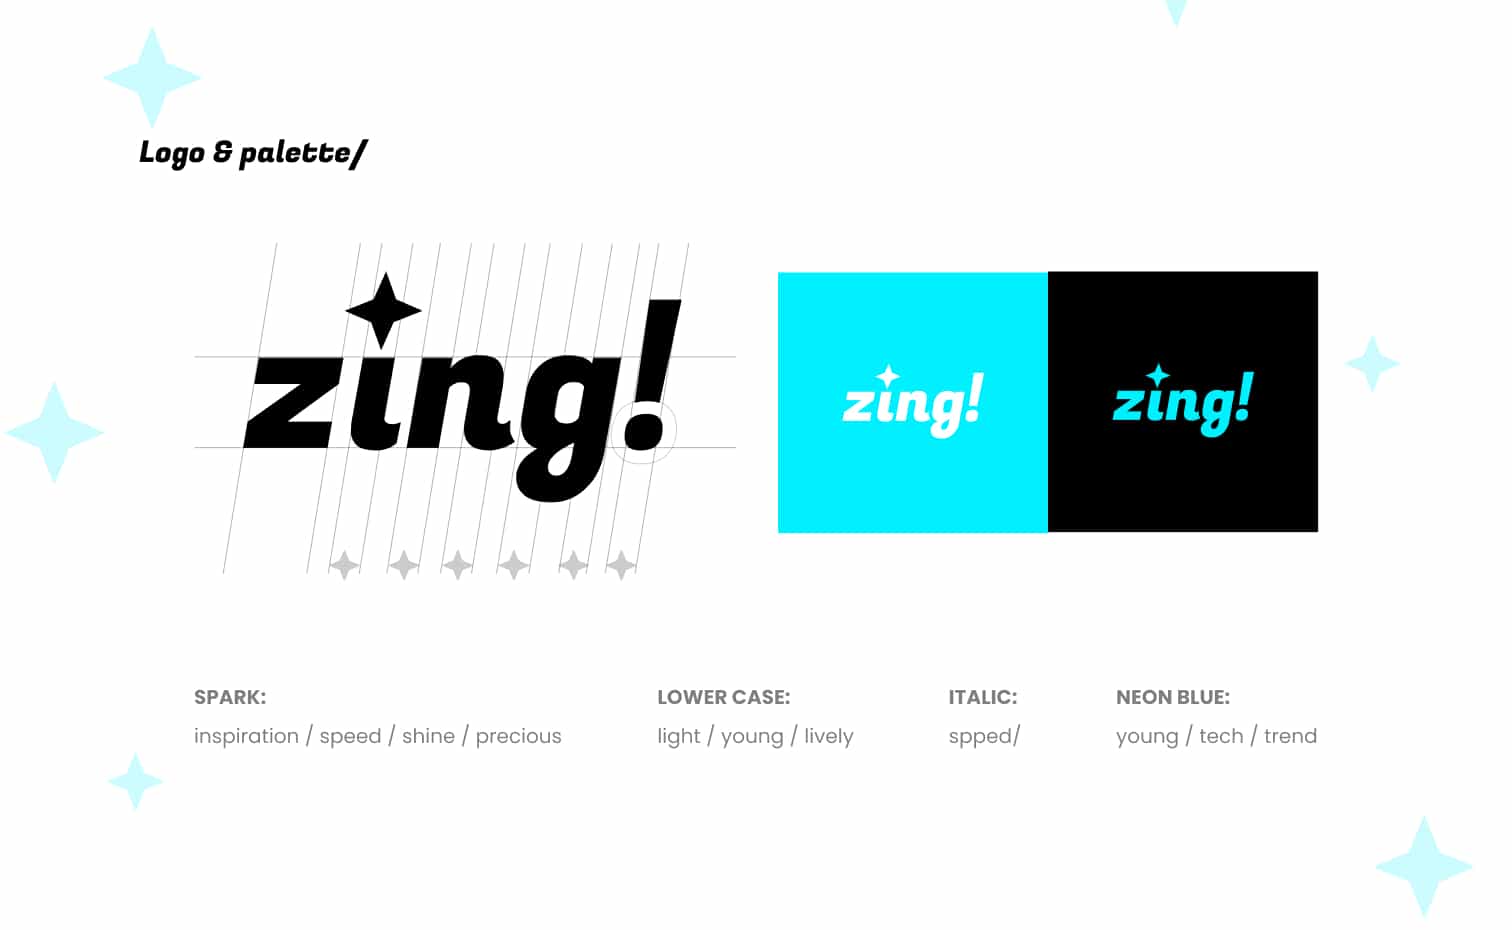 Logo & palette/
zing!
zing!
zing!
SPARK:
inspiration / speed / shine / precious
LOWER CASE:
light / young / lively
ITALIC:
spped/
NEON BLUE:
young / tech / trend